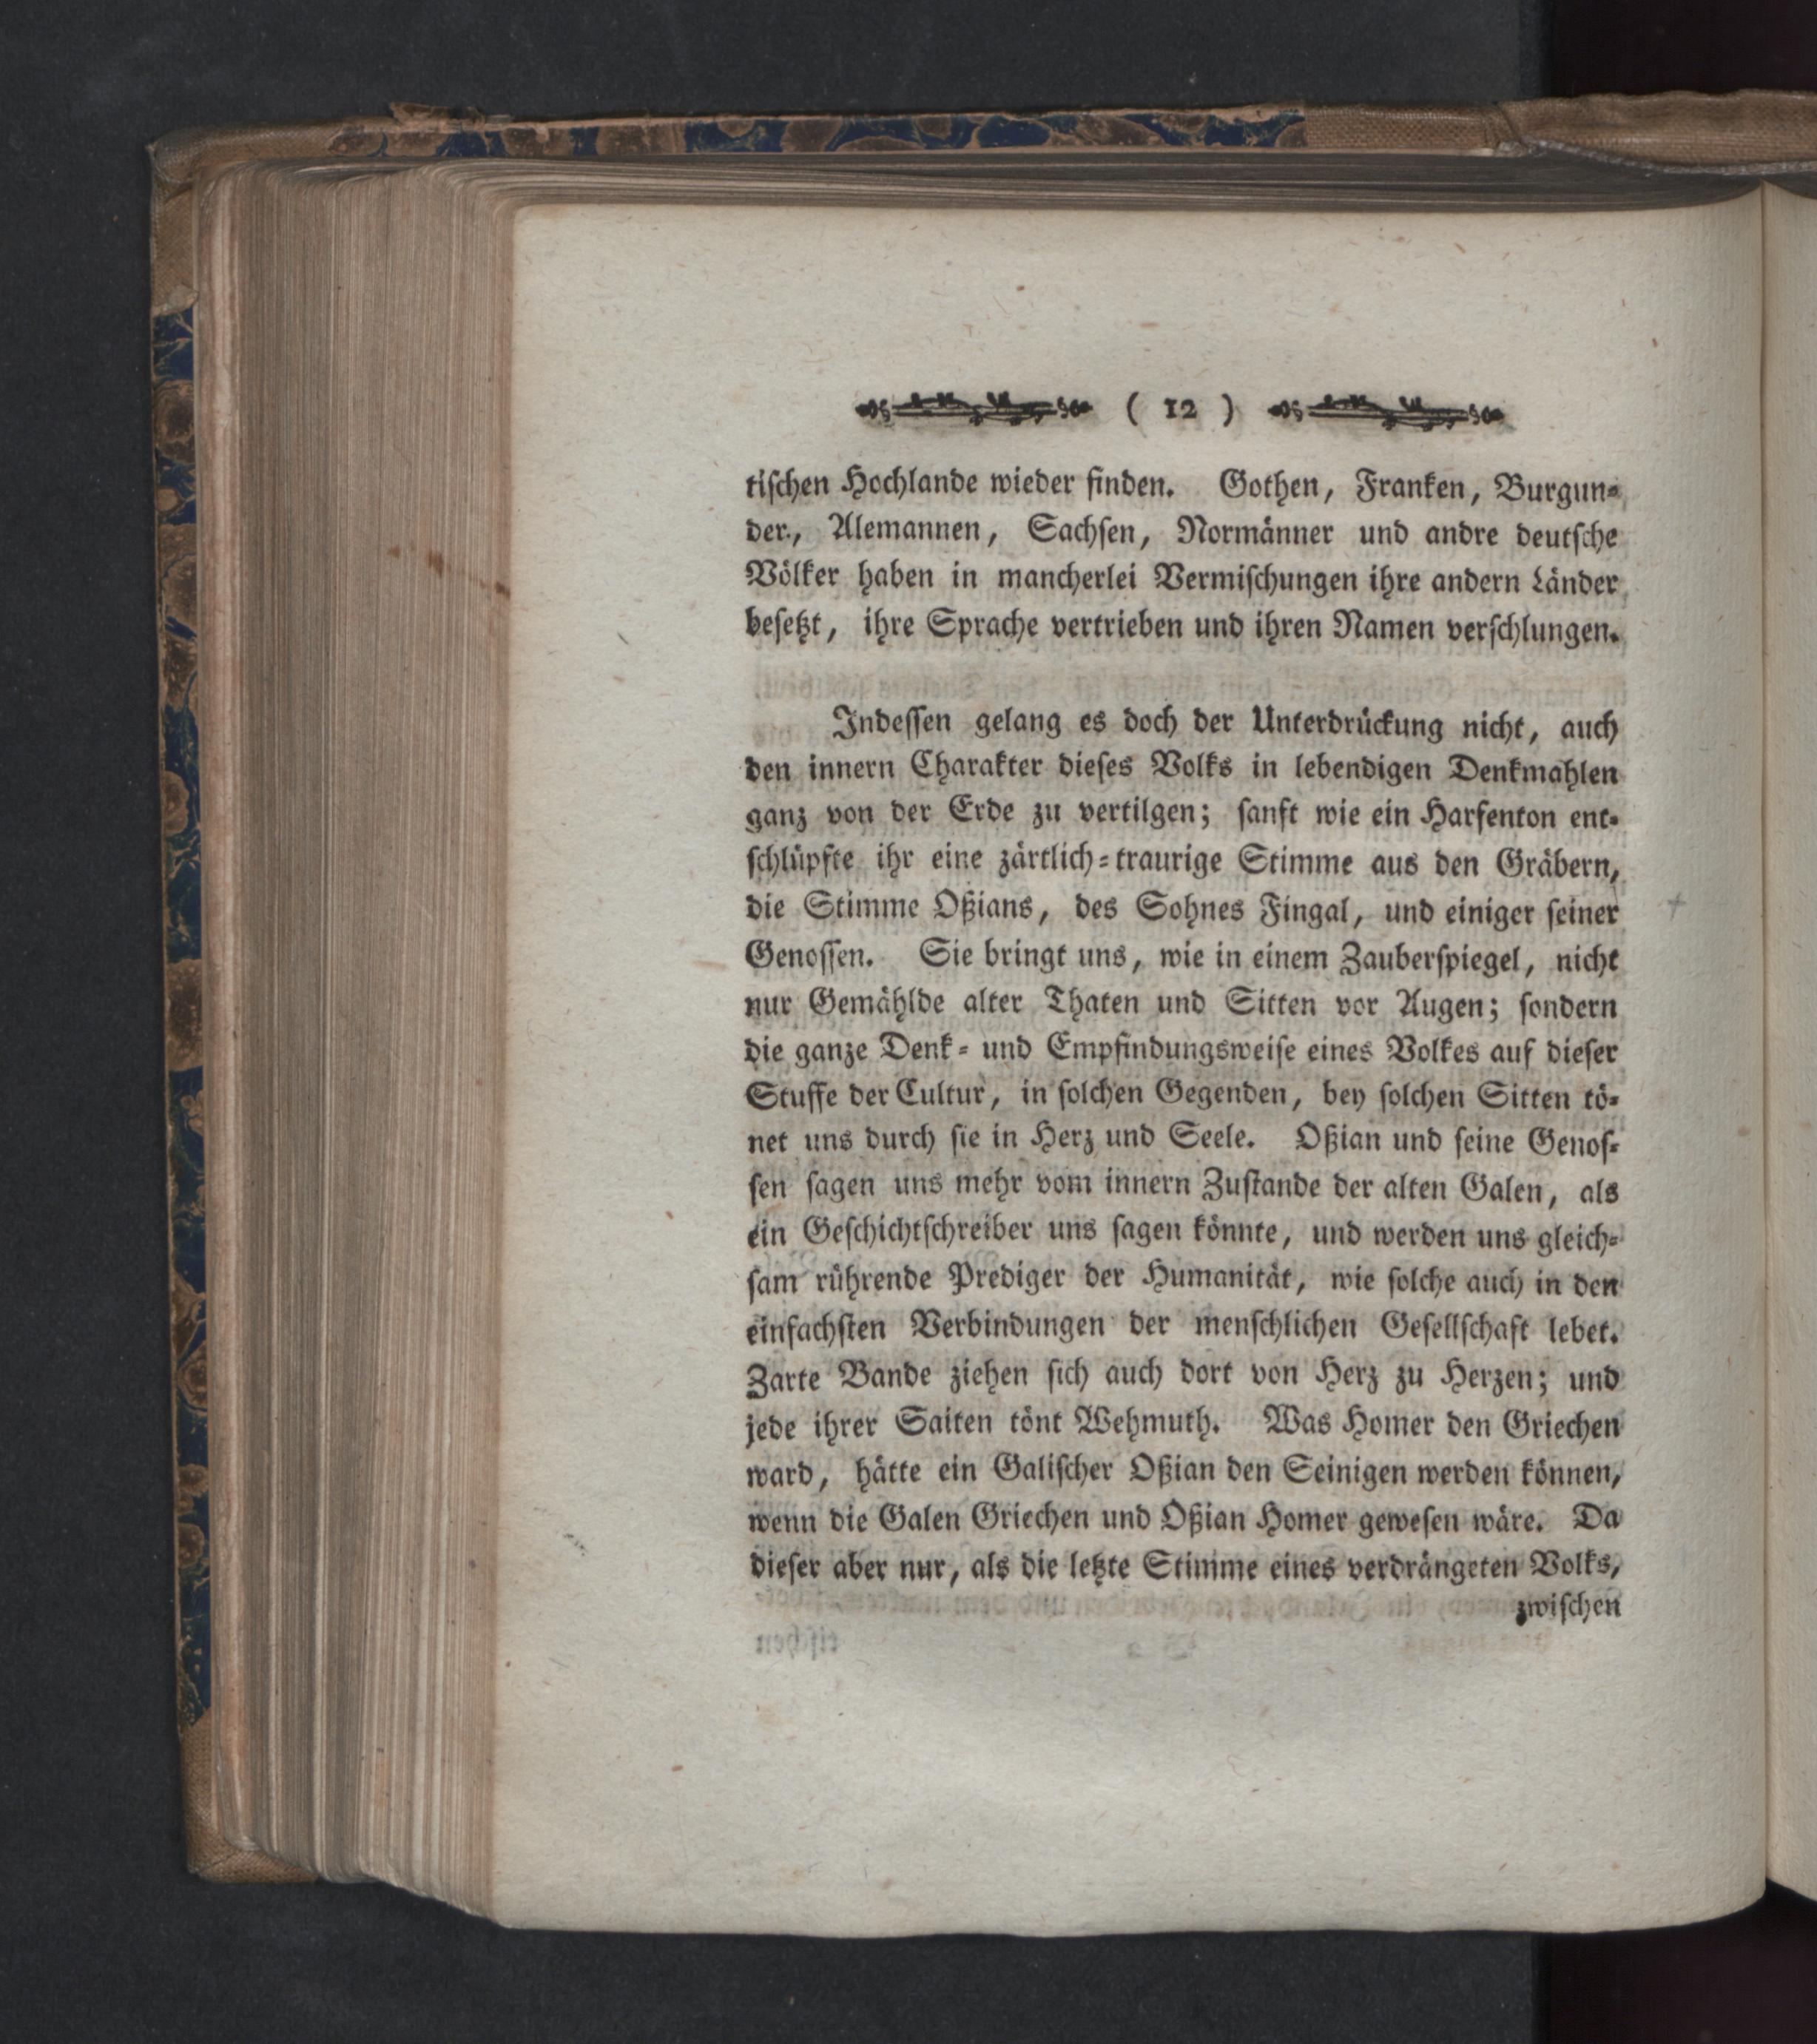 ( 12 )
tiſchen Hochlande wieder finden. Gothen, Franken, Burgun⸗
der, Alemannen, Sachſen, Normänner und andre deutſche
Völker haben in mancherlei Vermiſchungen ihre andern Länder
beſetzt, ihre Sprache vertrieben und ihren Namen verſchlungen.
Indeſſen gelang es doch der Unterdrückung nicht, auch
den innern Charakter dieſes Volks in lebendigen Denkmahlen
ganz von der Erde zu vertilgen; ſanft wie ein Harfenton ent⸗
ſchlüpfte ihr eine zärtlich⸗traurige Stimme aus den Gräbern,
die Stimme Oßians, des Sohnes Fingal, und einiger ſeiner
Genoſſen. Sie bringt uns, wie in einem Zauberſpiegel, nicht
nur Gemählde alter Thaten und Sitten vor Augen; ſondern
die ganze Denk⸗ und Empfindungsweiſe eines Volkes auf dieſer
Stuffe der Cultur, in ſolchen Gegenden, bey ſolchen Sitten tö⸗
net uns durch ſie in Herz und Seele. Oßian und ſeine Genoſ⸗
ſen ſagen uns mehr vom innern Zuſtande der alten Galen, als
ein Geſchichtſchreiber uns ſagen könnte, und werden uns gleich⸗
ſam rührende Prediger der Humanität, wie ſolche auch in den
einfachſten Verbindungen der menſchlichen Geſellſchaft lebet.
Zarte Bande ziehen ſich auch dort von Herz zu Herzen; und
jede ihrer Saiten tönt Wehmuth. Was Homer den Griechen
ward, hätte ein Galiſcher Oßian den Seinigen werden können,
wenn die Galen Griechen und Oßian Homer geweſen wäre. Da
dieſer aber nur, als die letzte Stimme eines verdrängeten Volks,
zwiſchen